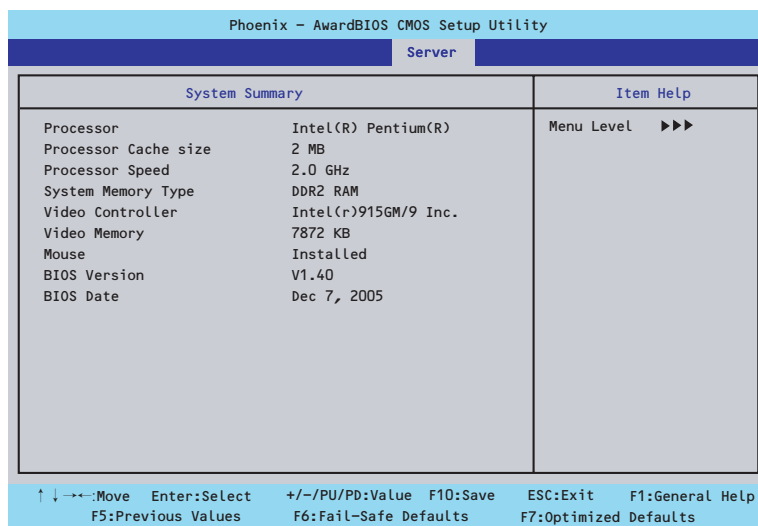 Phoenix – AwardBIOS CMOS Setup Utility
Server
System Summary
Item Help
Processor Intel(R) Pentium(R)
Menu Level ▶▶▶
Processor Cache size 2 MB
Processor Speed 2.0 GHz
System Memory Type DDR2 RAM
Video Controller Intel(r)915GM/9 Inc.
Video Memory 7872 KB
Mouse Installed
BIOS Version V1.40
BIOS Date Dec 7, 2005
↑↓→←:Move Enter:Select +/–/PU/PD:Value F10:Save ESC:Exit F1:General Help
F5:Previous Values F6:Fail–Safe Defaults F7:Optimized Defaults